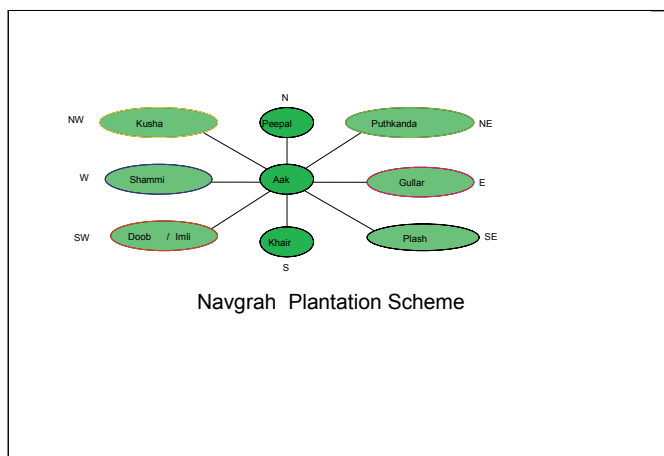 N
NW Kusha Peepal Puthkanda NE
W Shammi Aak Gullar E
SW Doob / Imli Khair Plash SE
S
Navgrah Plantation Scheme